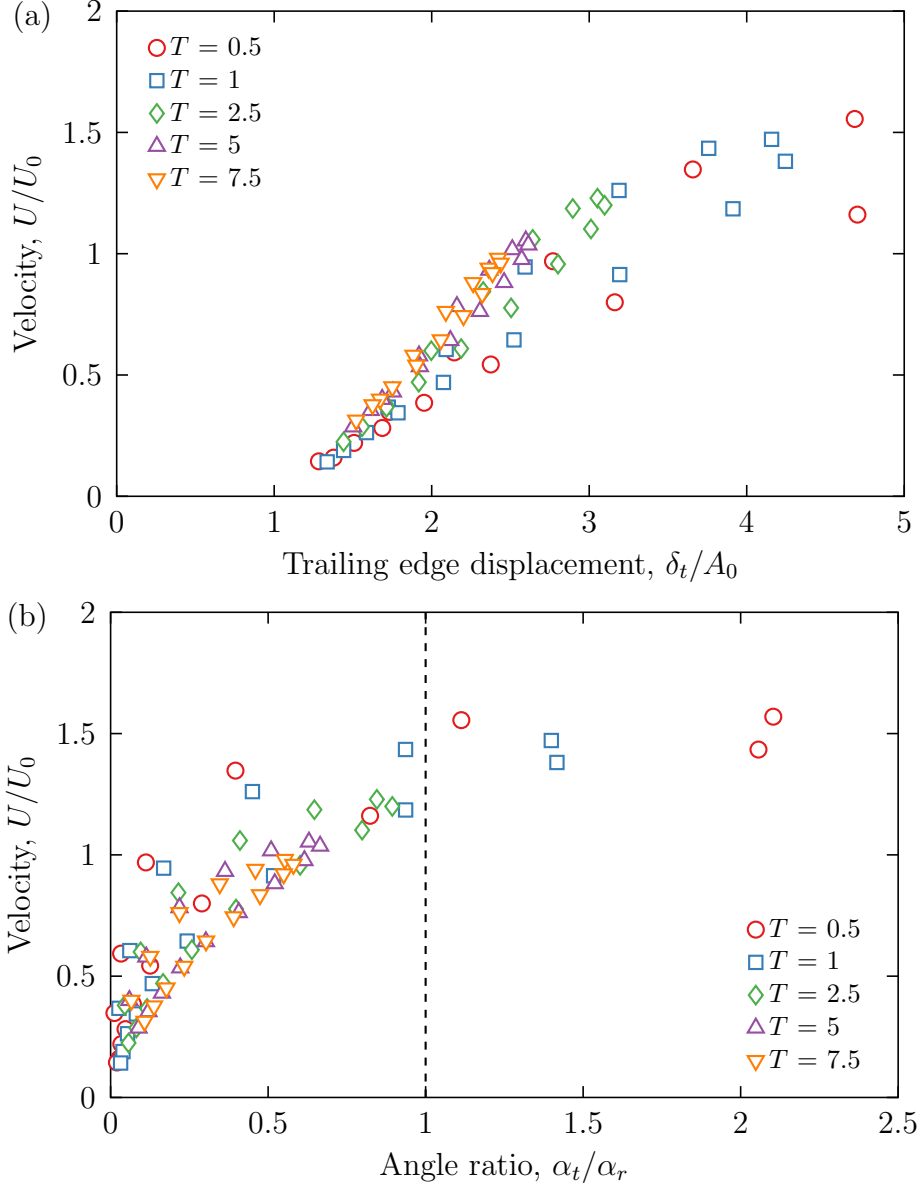 (a)
2
1.5
1
0.5
0
Velocity, U/U₀
T = 0.5
T = 1
T = 2.5
T = 5
T = 7.5
0 1 2 3 4 5
Trailing edge displacement, δₜ/A₀
(b)
2
1.5
1
0.5
0
Velocity, U/U₀
T = 0.5
T = 1
T = 2.5
T = 5
T = 7.5
0 0.5 1 1.5 2 2.5
Angle ratio, αₜ/αᵣ